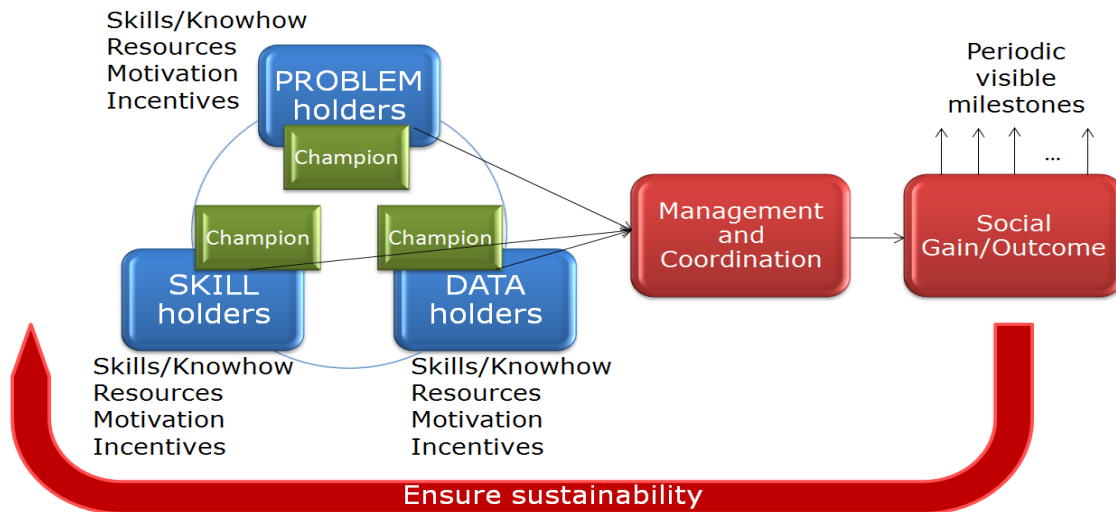 Skills/Knowhow
Resources
Motivation
Incentives
PROBLEM
holders
Champion
Champion
Champion
SKILL
holders
DATA
holders
Skills/Knowhow
Resources
Motivation
Incentives
Skills/Knowhow
Resources
Motivation
Incentives
Management
and
Coordination
Periodic
visible
milestones
...
Social
Gain/Outcome
Ensure sustainability